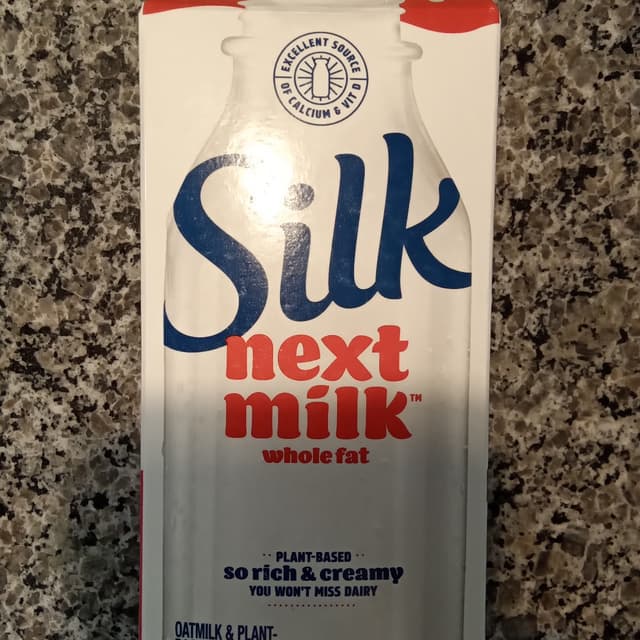 EXCELLENT SOURCE
OF CALCIUM & VIT D
Silk
next
milk™
whole fat
PLANT-BASED
so rich & creamy
YOU WON'T MISS DAIRY
OATMILK & PLANT-